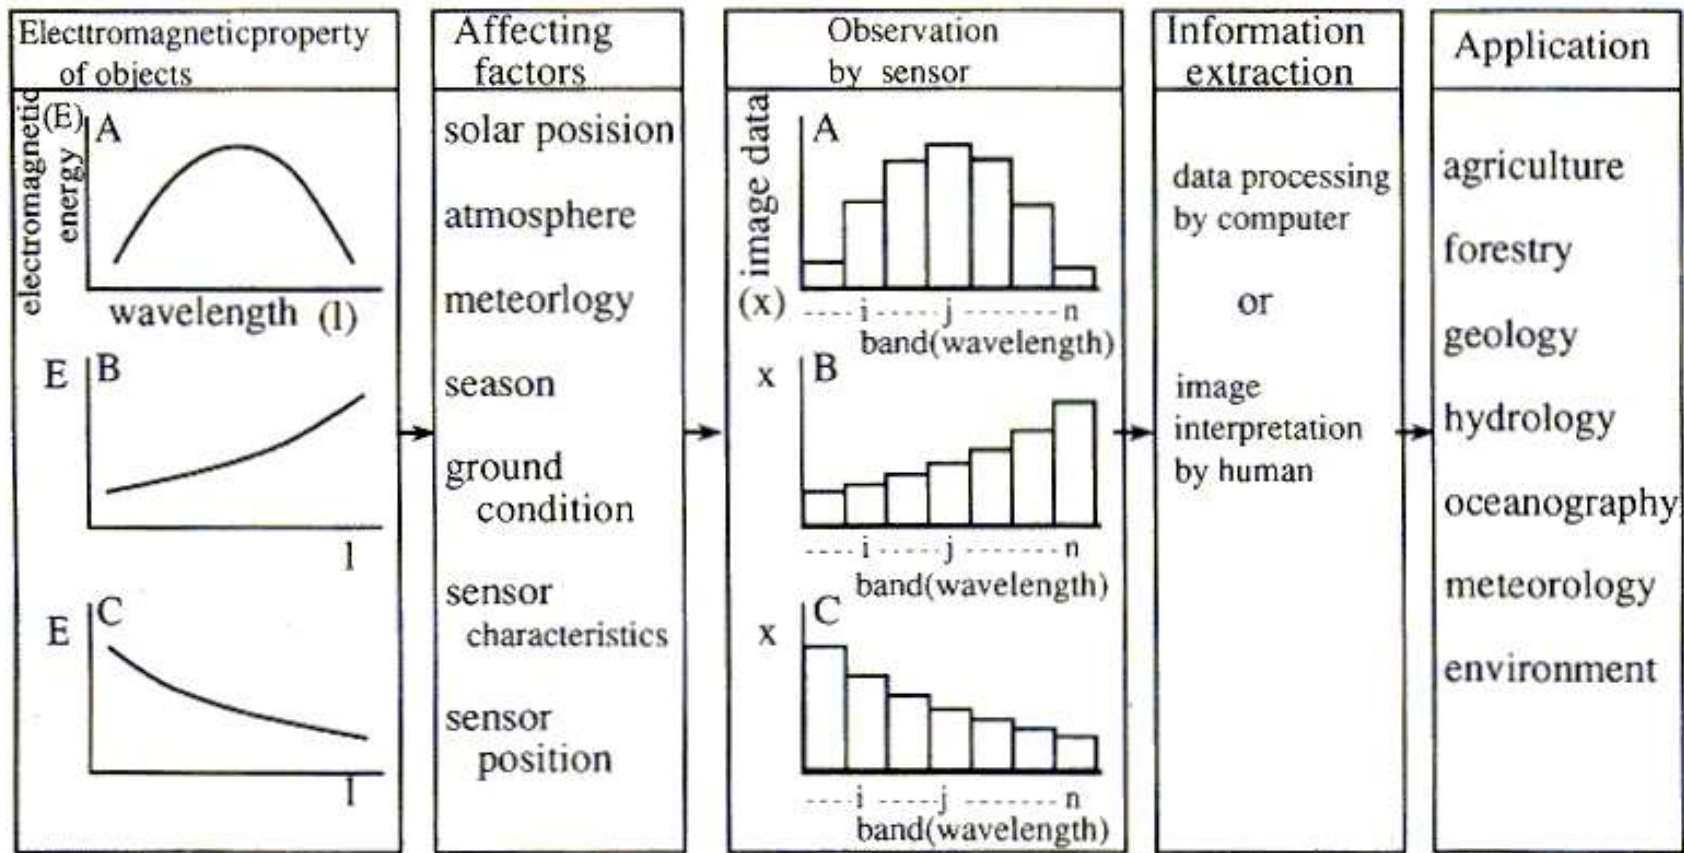 Electtromagneticproperty
of objects
electromagnetic
energy (E)
A
wavelength (l)
E
B
l
E
C
l
Affecting
factors
solar posision
atmosphere
meteorlogy
season
ground
condition
sensor
characteristics
sensor
position
Observation
by sensor
image data
(x)
A
----i-----j-------n
band(wavelength)
x
B
----i-----j-------n
band(wavelength)
x
C
----i-----j-------n
band(wavelength)
Information
extraction
data processing
by computer
or
image
interpretation
by human
Application
agriculture
forestry
geology
hydrology
oceanography
meteorology
environment